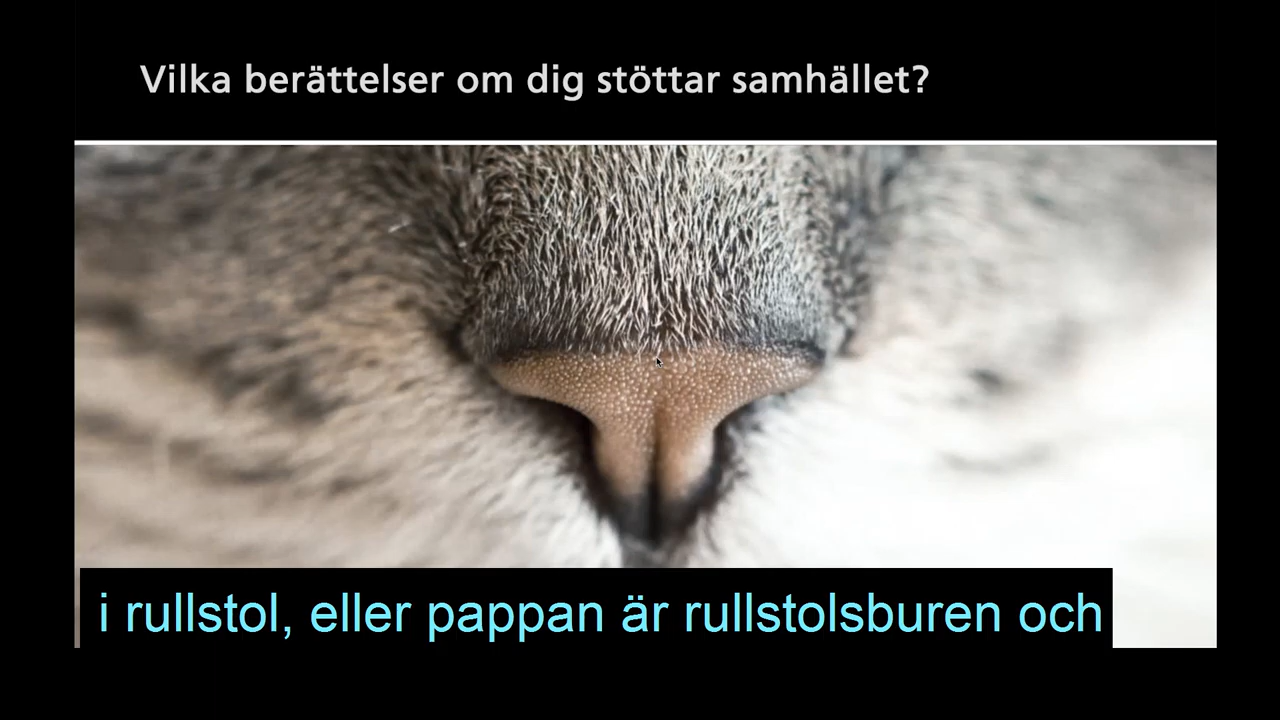 Vilka berättelser om dig stöttar samhället?
i rullstol, eller pappan är rullstolsburen och